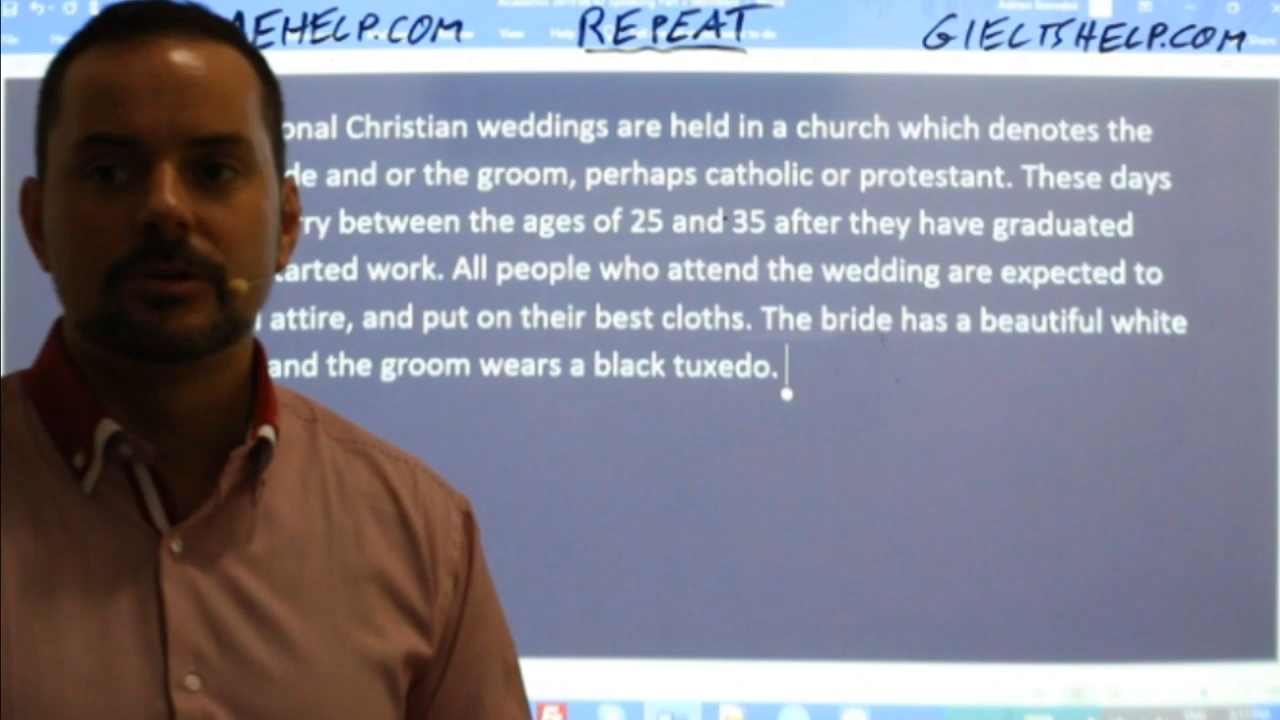 AEHELP.COM REPEAT GIELTSHELP.COM
View Help
onal Christian weddings are held in a church which denotes the
de and or the groom, perhaps catholic or protestant. These days
rry between the ages of 25 and 35 after they have graduated
tarted work. All people who attend the wedding are expected to
attire, and put on their best cloths. The bride has a beautiful white
and the groom wears a black tuxedo.